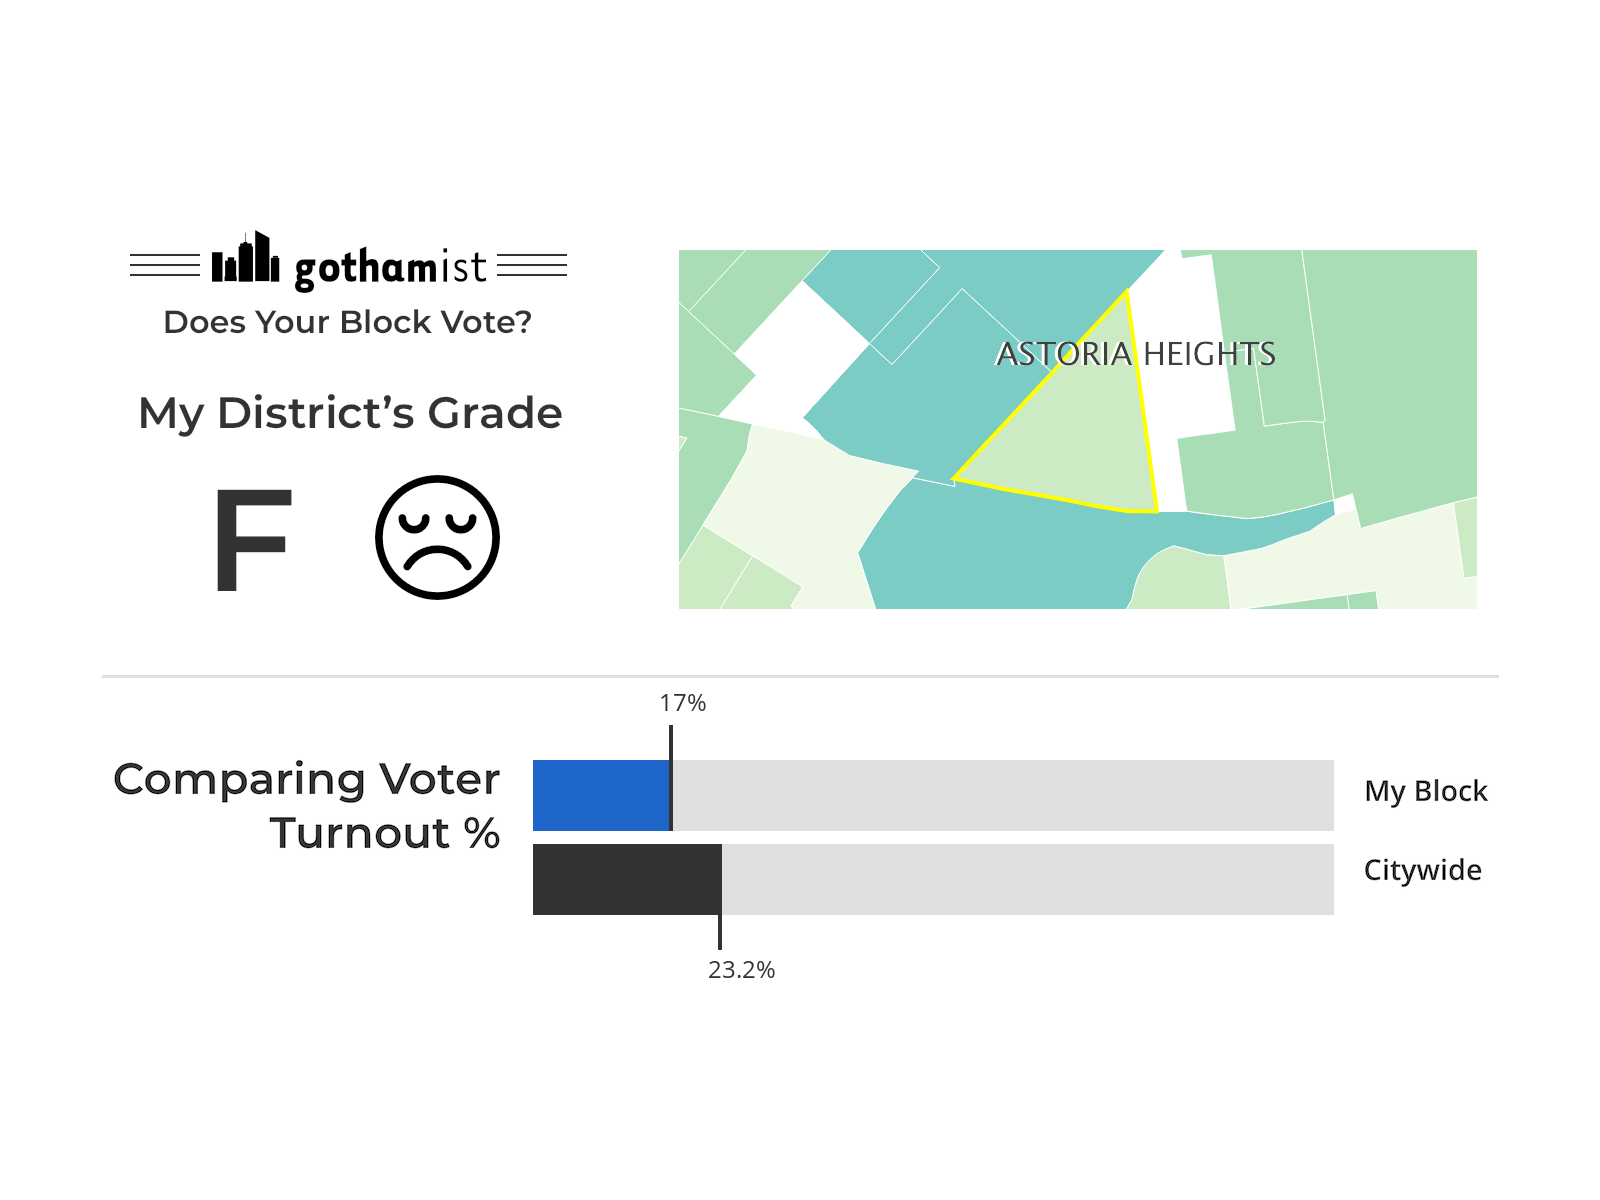 gothamist
Does Your Block Vote?
My District’s Grade
F
ASTORIA HEIGHTS
17%
Comparing Voter
Turnout %
My Block
Citywide
23.2%